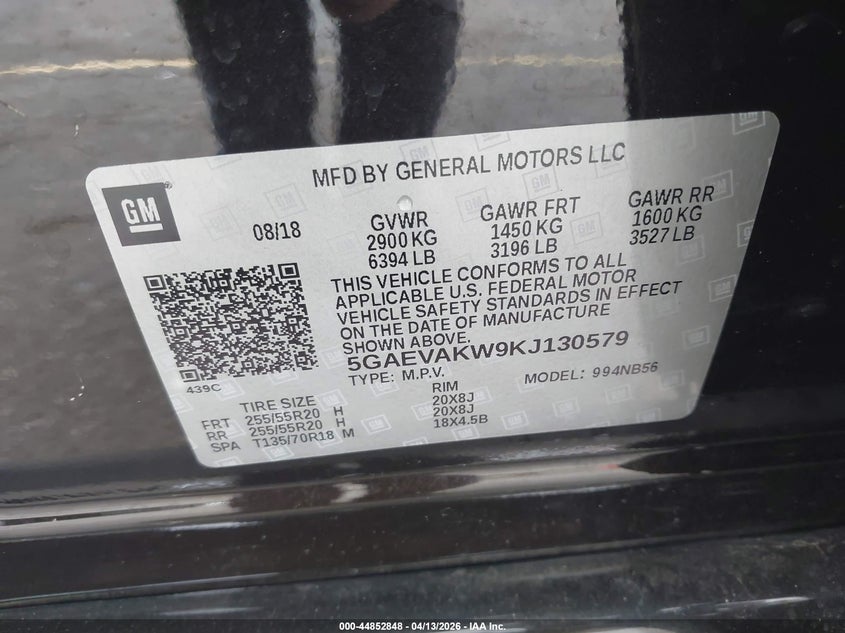 MFD BY GENERAL MOTORS LLC
GM
08/18
GVWR
2900 KG
6394 LB
GAWR FRT
1450 KG
3196 LB
GAWR RR
1600 KG
3527 LB
THIS VEHICLE CONFORMS TO ALL
APPLICABLE U.S. FEDERAL MOTOR
VEHICLE SAFETY STANDARDS IN EFFECT
ON THE DATE OF MANUFACTURE
SHOWN ABOVE.
5GAEVAKW9KJ130579
TYPE: M.P.V. MODEL: 994NB56
439C
TIRE SIZE RIM
FRT 255/55R20 H 20X8J
RR 255/55R20 H 20X8J
SPA T135/70R18 M 18X4.5B
000-44852848 - 04/13/2026 - IAA Inc.